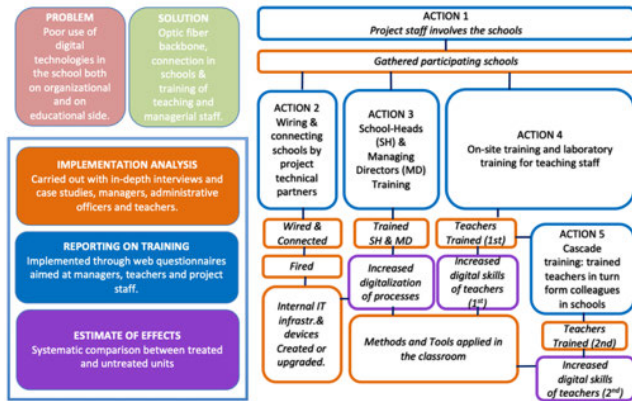 PROBLEM
Poor use of
digital
technologies in
the school both
on organizational
and on
educational side.
SOLUTION
Optic fiber
backbone,
connection in
schools &
training of
teaching and
managerial staff.
IMPLEMENTATION ANALYSIS
Carried out with in-depth interviews and
case studies, managers, administrative
officers and teachers.
REPORTING ON TRAINING
Implemented through web questionnaires
aimed at managers, teachers and project
staff.
ESTIMATE OF EFFECTS
Systematic comparison between treated
and untreated units
ACTION 1
Project staff involves the schools
Gathered participating schools
ACTION 2
Wiring &
connecting
schools by
project
technical
partners
ACTION 3
School-Heads
(SH) &
Managing
Directors (MD)
Training
ACTION 4
On-site training and laboratory
training for teaching staff
Wired &
Connected
Fired
Internal IT
infrastr.&
devices
Created or
upgraded.
Trained
SH & MD
Increased
digitalization
of processes
Teachers
Trained (1st)
Increased
digital skills
of teachers
(1st)
ACTION 5
Cascade
training: trained
teachers in turn
form colleagues
in schools
Methods and Tools applied in
the classroom
Teachers
Trained (2nd)
Increased
digital skills
of teachers (2nd)